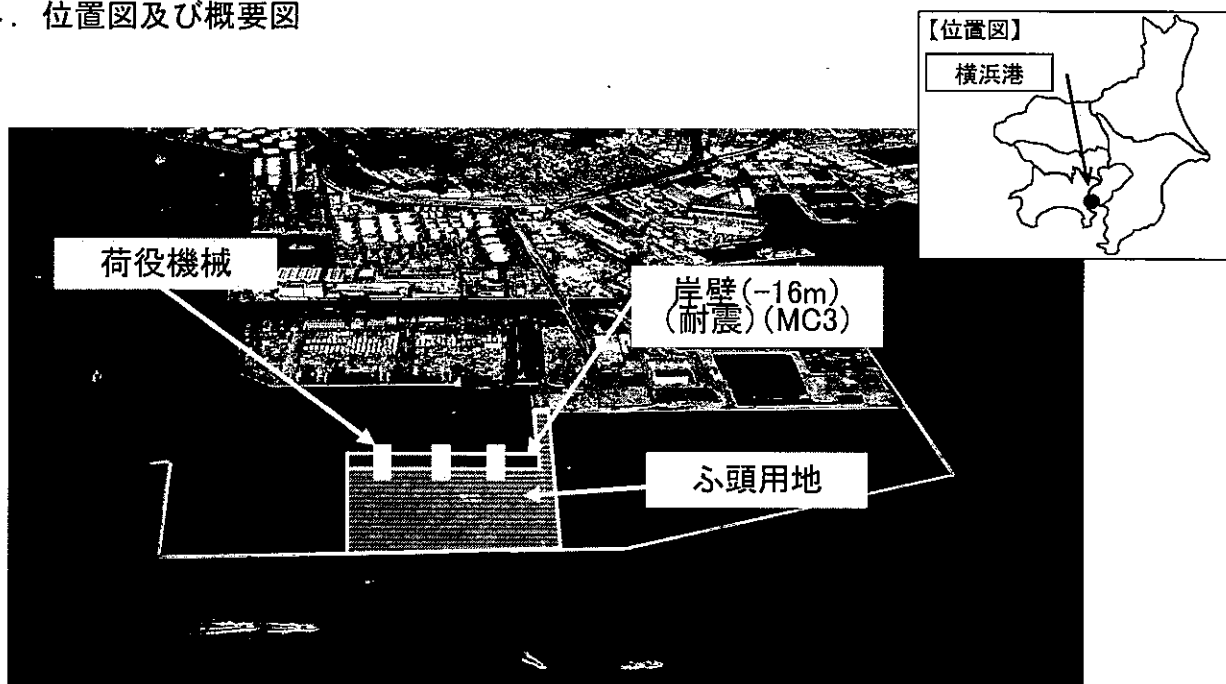 位置図及び概要図
【位置図】
横浜港
荷役機械
岸壁(-16m)
(耐震)(MC3)
ふ頭用地